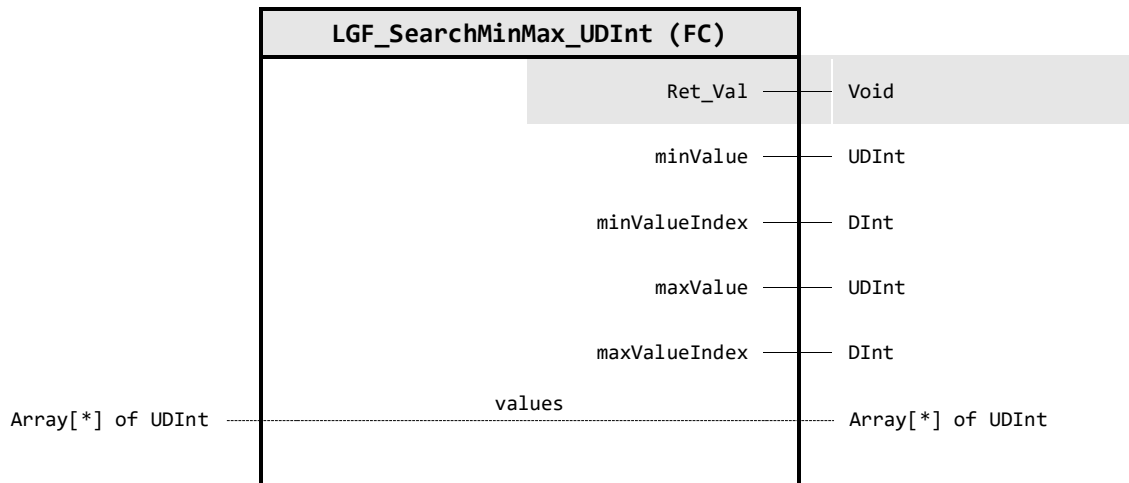 LGF_SearchMinMax_UDInt (FC)
Ret_Val Void
minValue UDInt
minValueIndex DInt
maxValue UDInt
maxValueIndex DInt
Array[*] of UDInt values Array[*] of UDInt